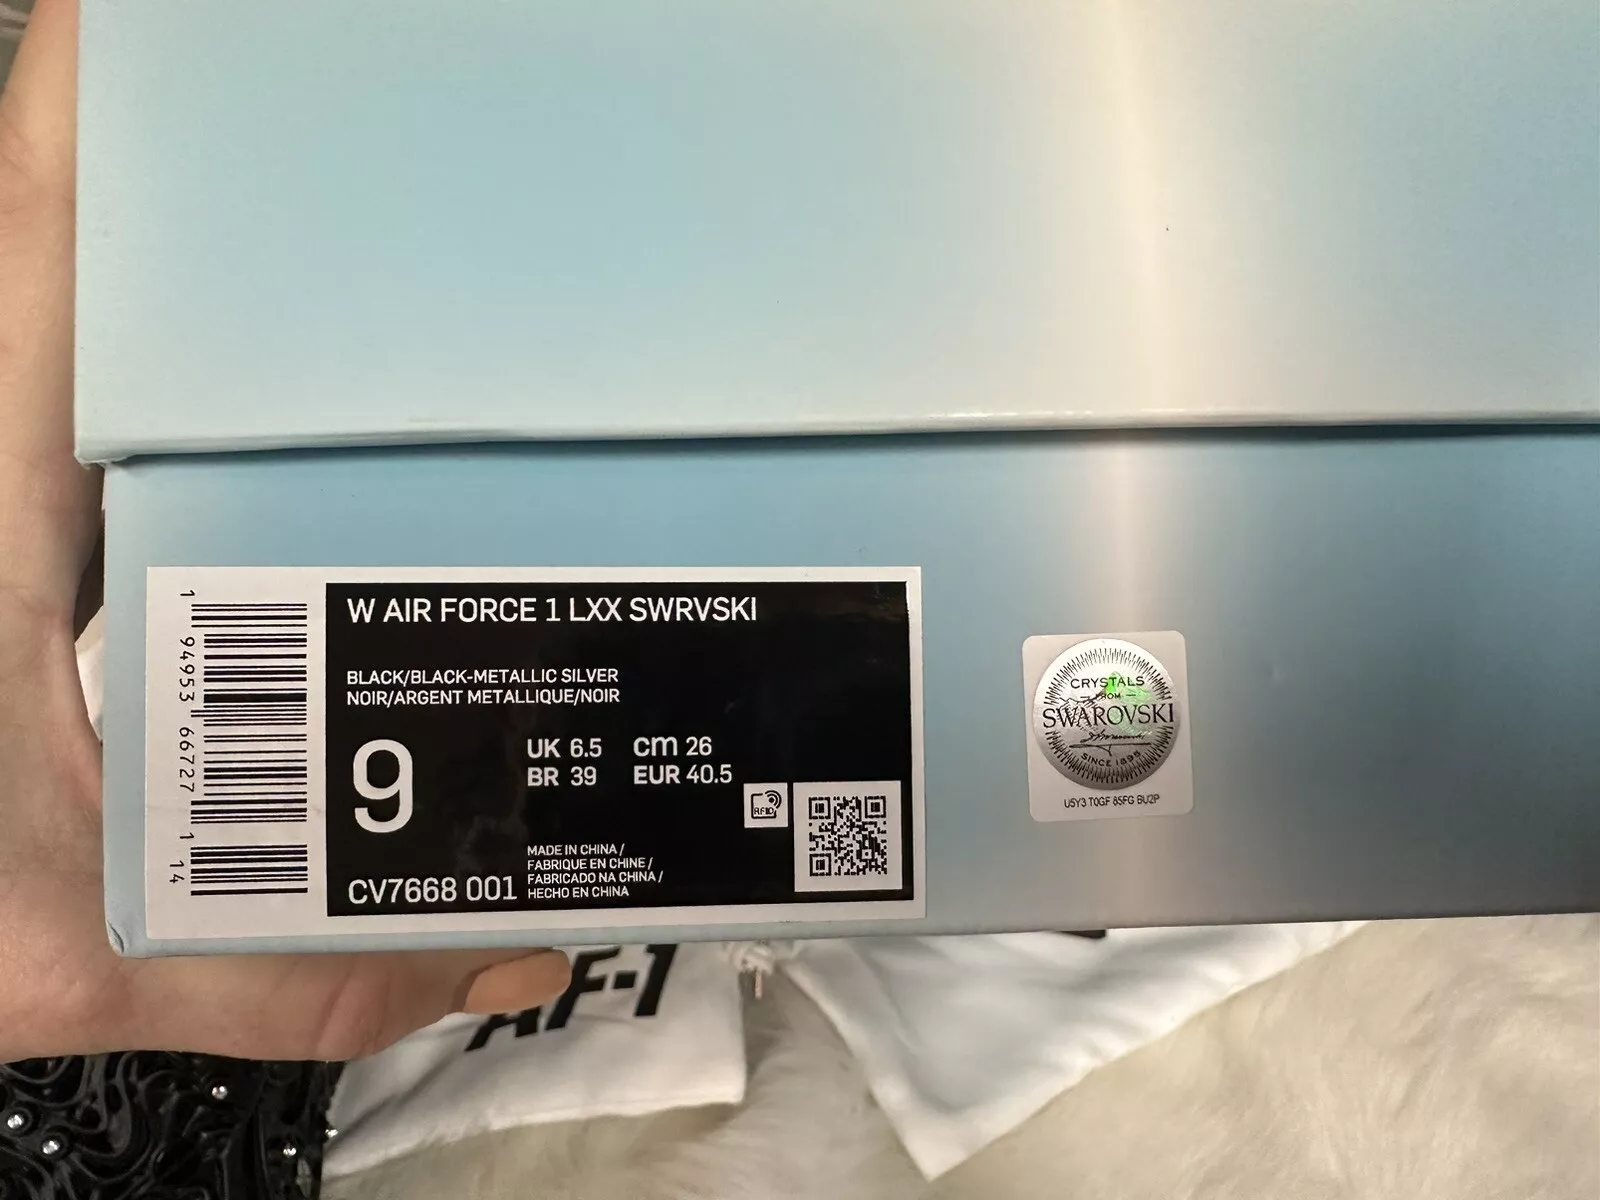 W AIR FORCE 1 LXX SWRVSKI
BLACK/BLACK-METALLIC SILVER
NOIR/ARGENT METALLIQUE/NOIR
9
UK 6.5 cm 26
BR 39 EUR 40.5
RFID
CV7668 001
MADE IN CHINA /
FABRIQUE EN CHINE /
FABRICADO NA CHINA /
HECHO EN CHINA
1 94953 66727 1 14
CRYSTALS
FROM
SWAROVSKI
SINCE 1895
U5Y3 T0GF 85FG BU2P
AF-1